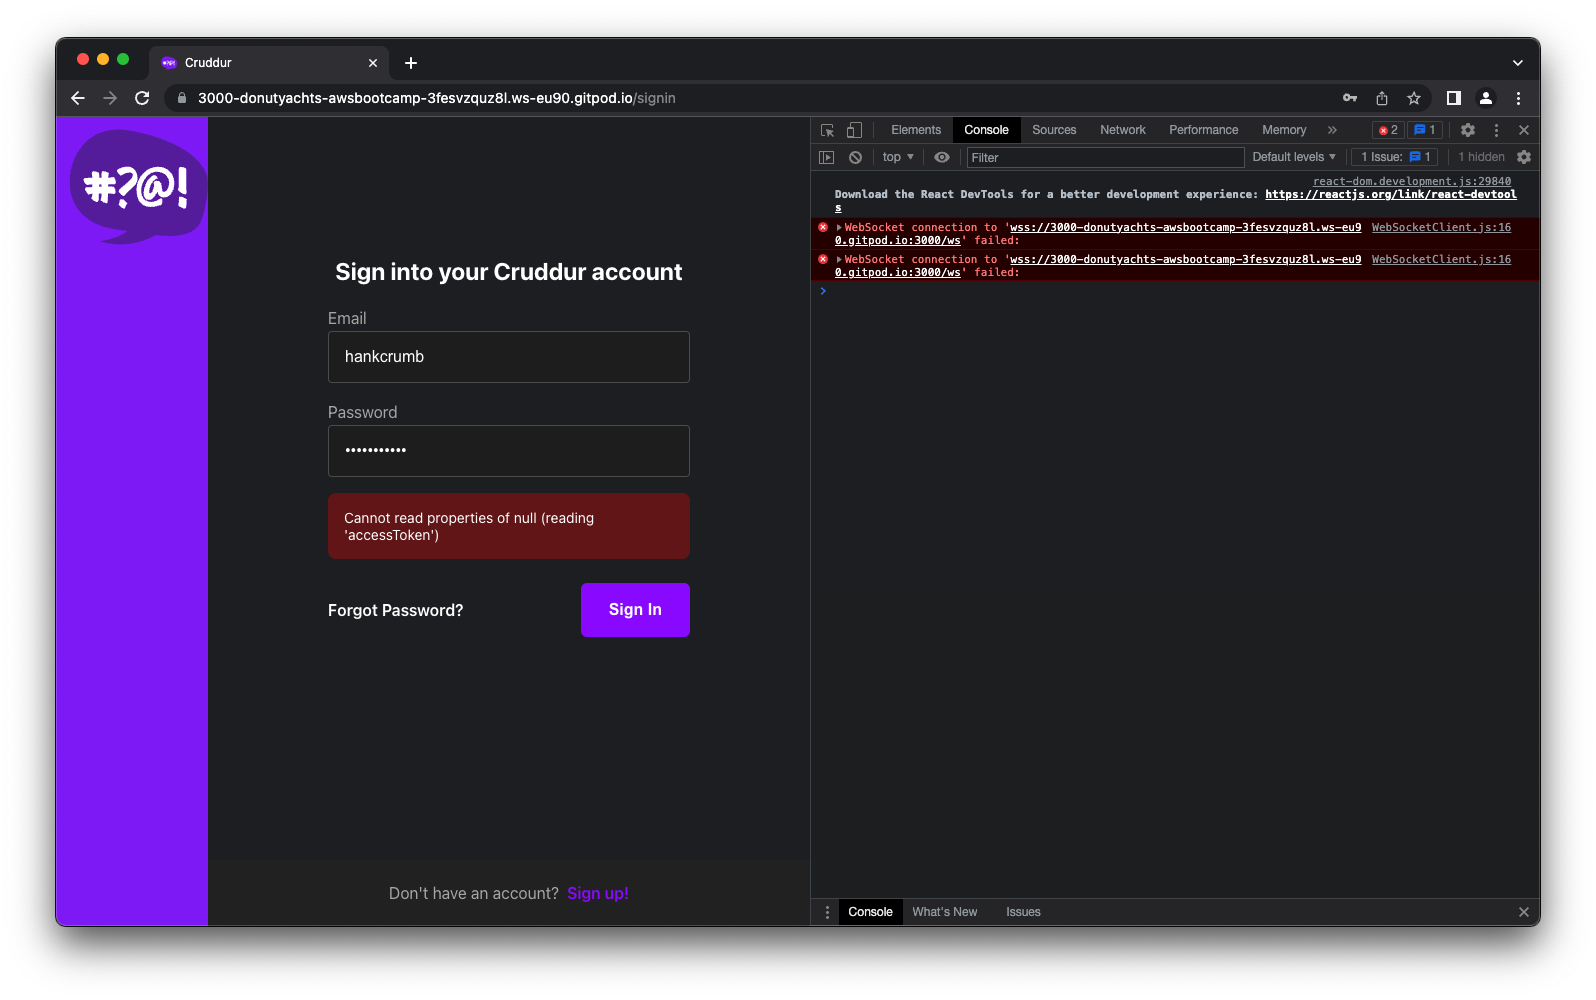 Cruddur
3000-donutyachts-awsbootcamp-3fesvzquz8l.ws-eu90.gitpod.io/signin
#?@!
Sign into your Cruddur account
Email
hankcrumb
Password
•••••••••••
Cannot read properties of null (reading
'accessToken')
Forgot Password?
Sign In
Don't have an account? Sign up!
Elements Console Sources Network Performance Memory » 2 1
top Filter Default levels 1 Issue: 1 1 hidden
react-dom.development.js:29840
Download the React DevTools for a better development experience: https://reactjs.org/link/react-devtool
s
WebSocket connection to 'wss://3000-donutyachts-awsbootcamp-3fesvzquz8l.ws-eu9 WebSocketClient.js:16
0.gitpod.io:3000/ws' failed:
WebSocket connection to 'wss://3000-donutyachts-awsbootcamp-3fesvzquz8l.ws-eu9 WebSocketClient.js:16
0.gitpod.io:3000/ws' failed:
Console What's New Issues